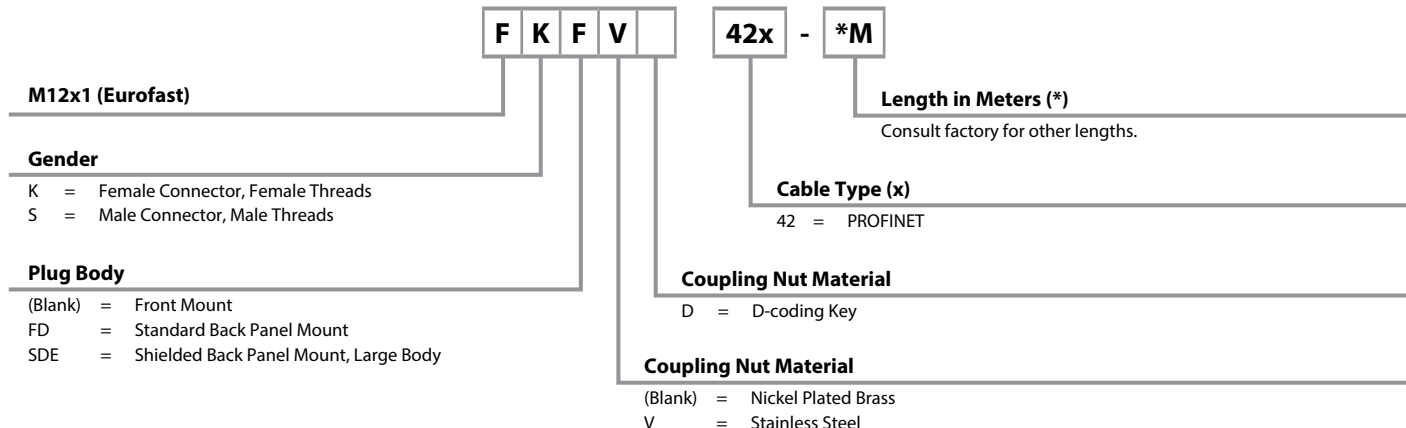 F K F V 42x - *M
M12x1 (Eurofast)
Length in Meters (*)
Consult factory for other lengths.
Gender
K = Female Connector, Female Threads
S = Male Connector, Male Threads
Cable Type (x)
42 = PROFINET
Plug Body
(Blank) = Front Mount
FD = Standard Back Panel Mount
SDE = Shielded Back Panel Mount, Large Body
Coupling Nut Material
D = D-coding Key
Coupling Nut Material
(Blank) = Nickel Plated Brass
V = Stainless Steel